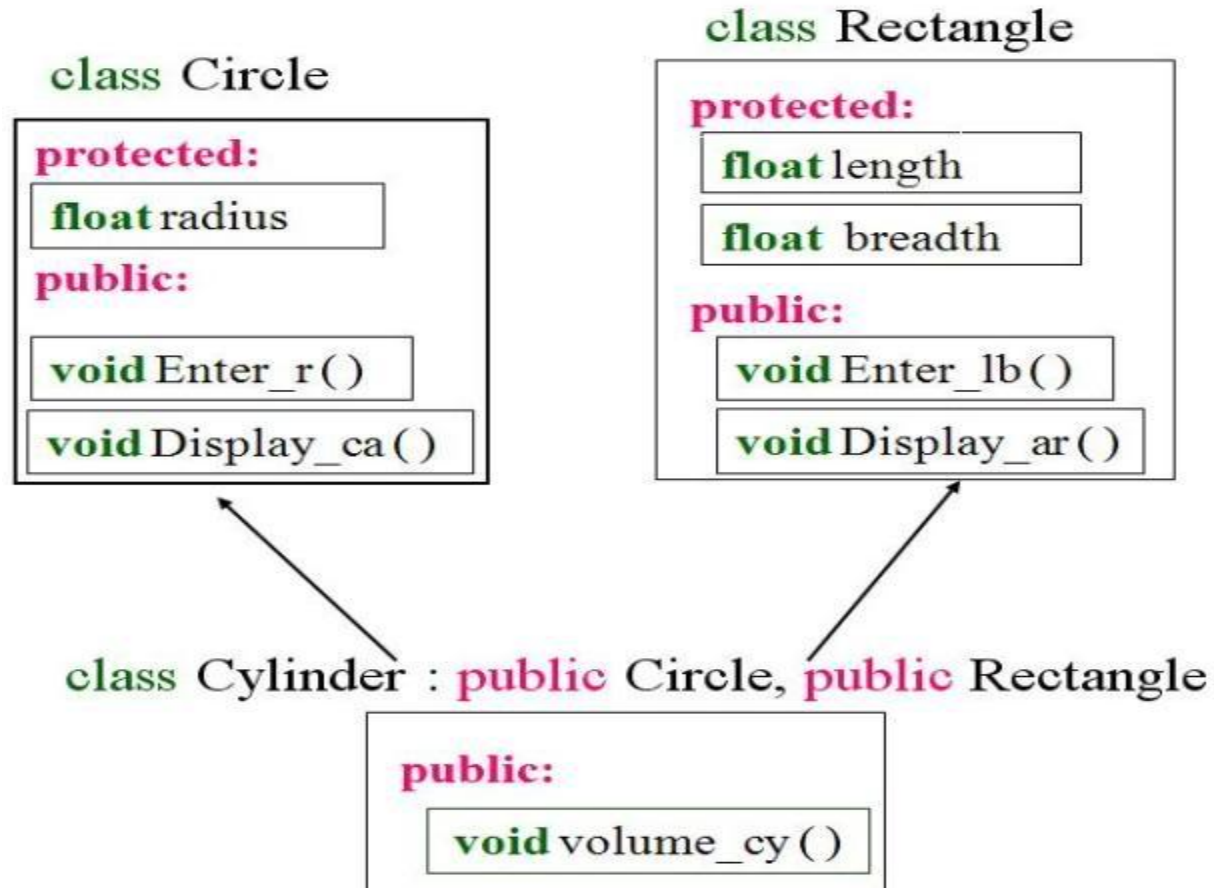 class Circle
protected:
float radius
public:
void Enter_r()
void Display_ca()
class Rectangle
protected:
float length
float breadth
public:
void Enter_lb()
void Display_ar()
class Cylinder : public Circle, public Rectangle
public:
void volume_cy()